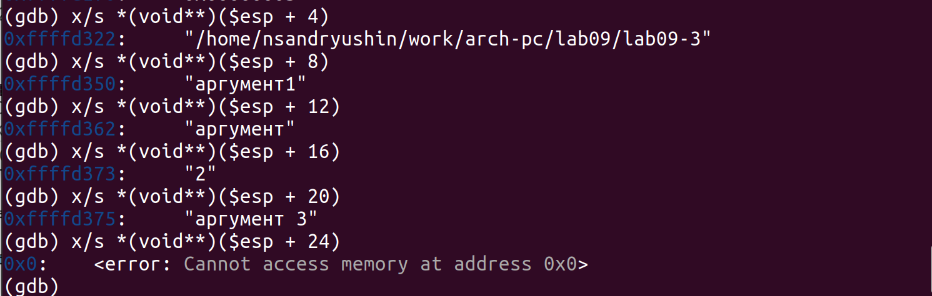 (gdb) x/s *(void**)($esp + 4)
0xffffd322:     "/home/nsandryushin/work/arch-pc/lab09/lab09-3"
(gdb) x/s *(void**)($esp + 8)
0xffffd350:     "аргумент1"
(gdb) x/s *(void**)($esp + 12)
0xffffd362:     "аргумент"
(gdb) x/s *(void**)($esp + 16)
0xffffd373:     "2"
(gdb) x/s *(void**)($esp + 20)
0xffffd375:     "аргумент 3"
(gdb) x/s *(void**)($esp + 24)
0x0:    <error: Cannot access memory at address 0x0>
(gdb)